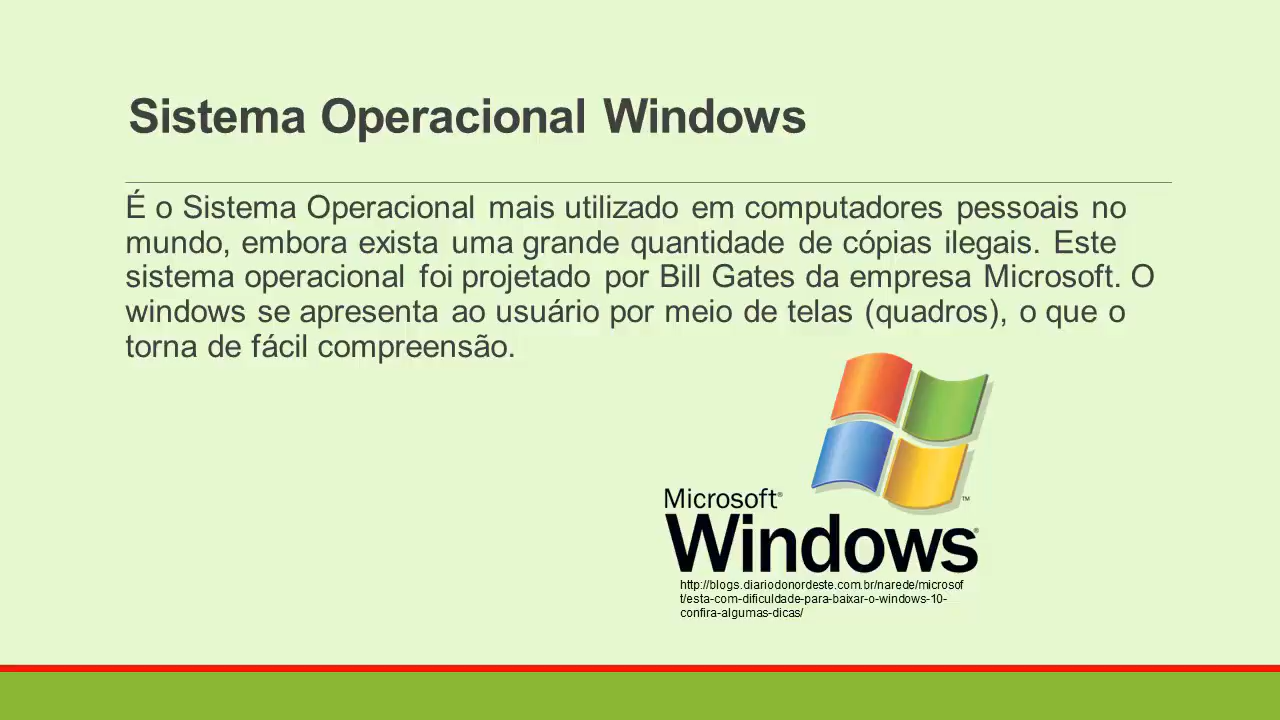 Sistema Operacional Windows
É o Sistema Operacional mais utilizado em computadores pessoais no
mundo, embora exista uma grande quantidade de cópias ilegais. Este
sistema operacional foi projetado por Bill Gates da empresa Microsoft. O
windows se apresenta ao usuário por meio de telas (quadros), o que o
torna de fácil compreensão.
Microsoft®
Windows®
™
http://blogs.diariodonordeste.com.br/narede/microsof
t/esta-com-dificuldade-para-baixar-o-windows-10-
confira-algumas-dicas/